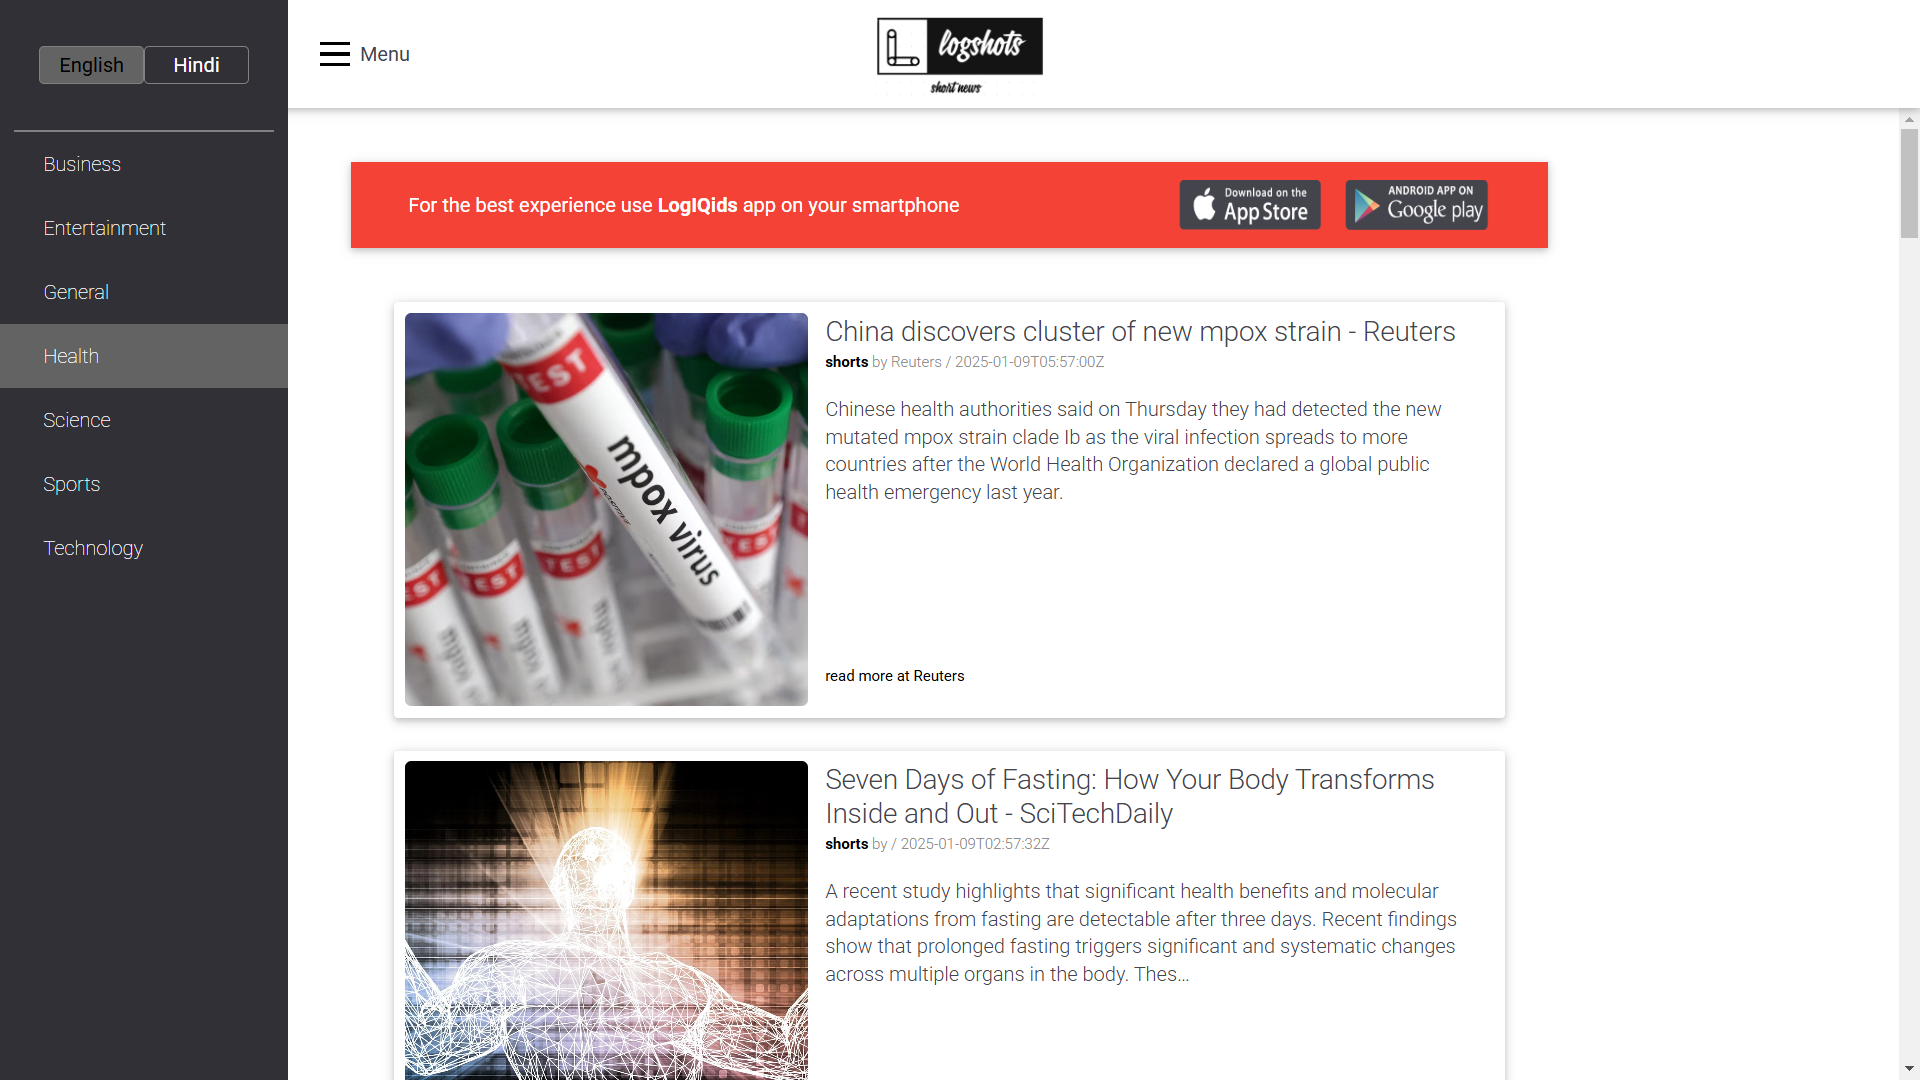 English
Hindi
Business
Entertainment
General
Health
Science
Sports
Technology
Menu
logshots
short news
For the best experience use LogIQids app on your smartphone
Download on the
App Store
ANDROID APP ON
Google play
TEST
mpox virus
TEST
TEST
TEST
TEST
China discovers cluster of new mpox strain - Reuters
shorts by Reuters / 2025-01-09T05:57:00Z
Chinese health authorities said on Thursday they had detected the new
mutated mpox strain clade Ib as the viral infection spreads to more
countries after the World Health Organization declared a global public
health emergency last year.
read more at Reuters
Seven Days of Fasting: How Your Body Transforms
Inside and Out - SciTechDaily
shorts by / 2025-01-09T02:57:32Z
A recent study highlights that significant health benefits and molecular
adaptations from fasting are detectable after three days. Recent findings
show that prolonged fasting triggers significant and systematic changes
across multiple organs in the body. Thes...